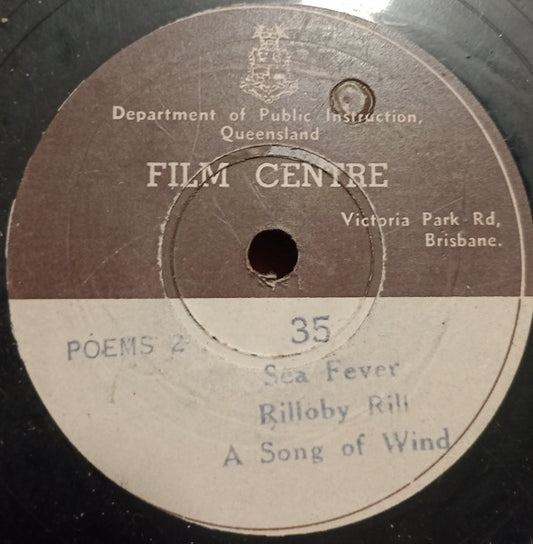 Department of Public Instruction,
Queensland
FILM CENTRE
Victoria Park Rd,
Brisbane.
35
POEMS 2
Sea Fever
Rilloby Rill
A Song of Wind